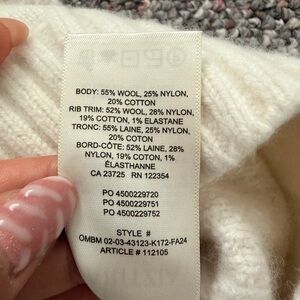 BODY: 55% WOOL, 25% NYLON,
20% COTTON
RIB TRIM: 52% WOOL, 28% NYLON,
19% COTTON, 1% ELASTANE
TRONC: 55% LAINE, 25% NYLON,
20% COTON
BORD-CÔTE: 52% LAINE, 28%
NYLON, 19% COTON, 1%
ÉLASTHANNE
CA 23725 RN 122354
PO 4500229720
PO 4500229751
PO 4500229752
STYLE #
OMBM 02-03-43123-K172-FA24
ARTICLE # 112105